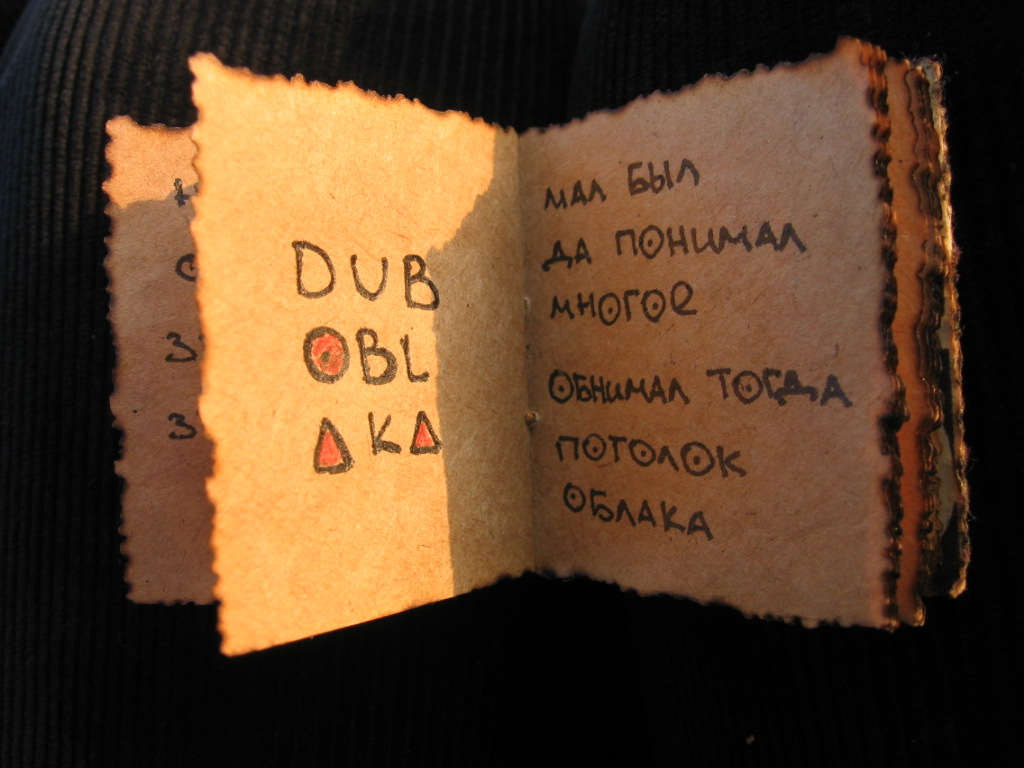 DUB
OBL
AKA
МАЛ БЫЛ
ДА ПОНИМАЛ
МНОГОЕ
ОБНИМАЛ ТОГДА
ПОТОЛОК
ОБЛАКА